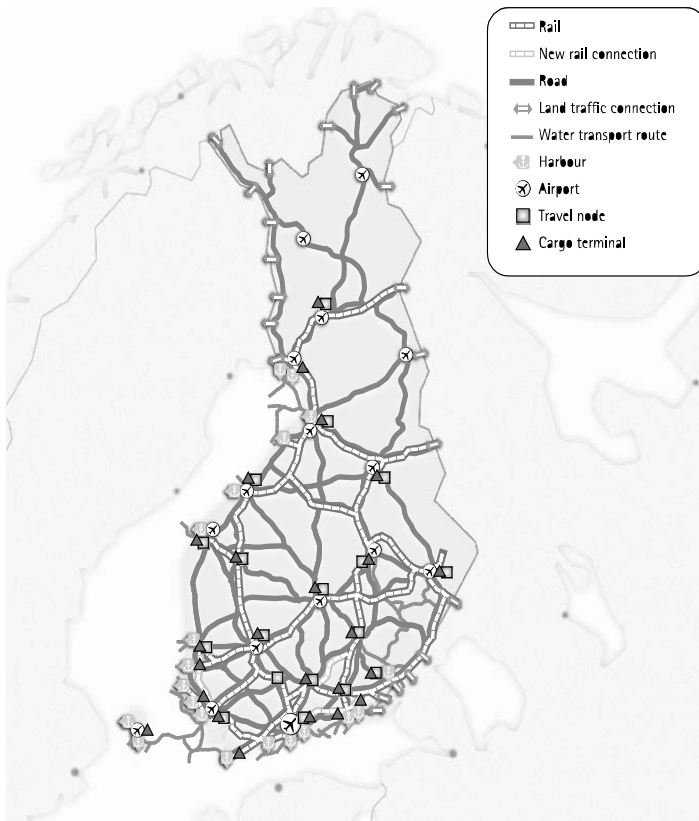 Rail
New rail connection
Road
Land traffic connection
Water transport route
Harbour
Airport
Travel node
Cargo terminal